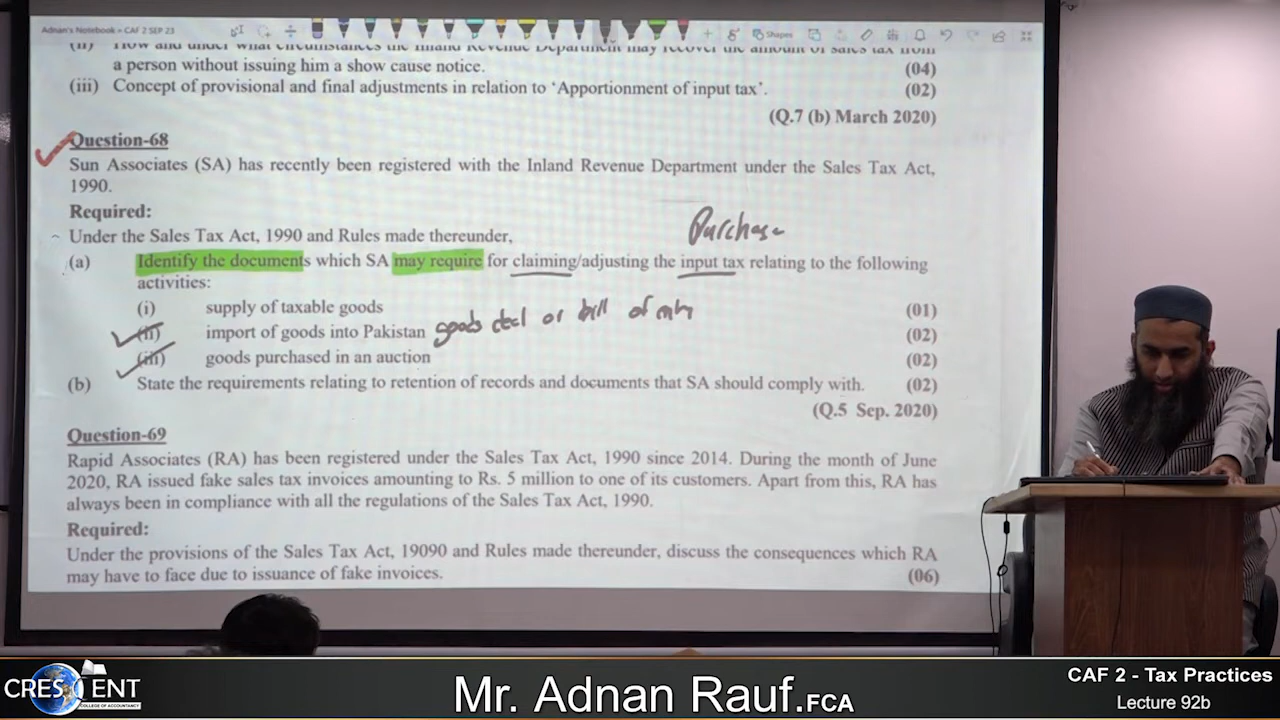 Adnan's Notebook » CAF 2 SEP 23
Shapes
(ii) How and under what circumstances the Inland Revenue Department may recover the amount of sales tax from
a person without issuing him a show cause notice. (04)
(iii) Concept of provisional and final adjustments in relation to ‘Apportionment of input tax’. (02)
(Q.7 (b) March 2020)
Question-68
Sun Associates (SA) has recently been registered with the Inland Revenue Department under the Sales Tax Act,
1990.
Required:
Purchase
Under the Sales Tax Act, 1990 and Rules made thereunder,
(a) Identify the documents which SA may require for claiming/adjusting the input tax relating to the following
activities:
(i) supply of taxable goods (01)
(ii) import of goods into Pakistan goods decl or bill of (02)
(iii) goods purchased in an auction (02)
(b) State the requirements relating to retention of records and documents that SA should comply with. (02)
(Q.5 Sep. 2020)
Question-69
Rapid Associates (RA) has been registered under the Sales Tax Act, 1990 since 2014. During the month of June
2020, RA issued fake sales tax invoices amounting to Rs. 5 million to one of its customers. Apart from this, RA has
always been in compliance with all the regulations of the Sales Tax Act, 1990.
Required:
Under the provisions of the Sales Tax Act, 19090 and Rules made thereunder, discuss the consequences which RA
may have to face due to issuance of fake invoices. (06)
CRESCENT
COLLEGE OF ACCOUNTANCY
Mr. Adnan Rauf.FCA
CAF 2 - Tax Practices
Lecture 92b